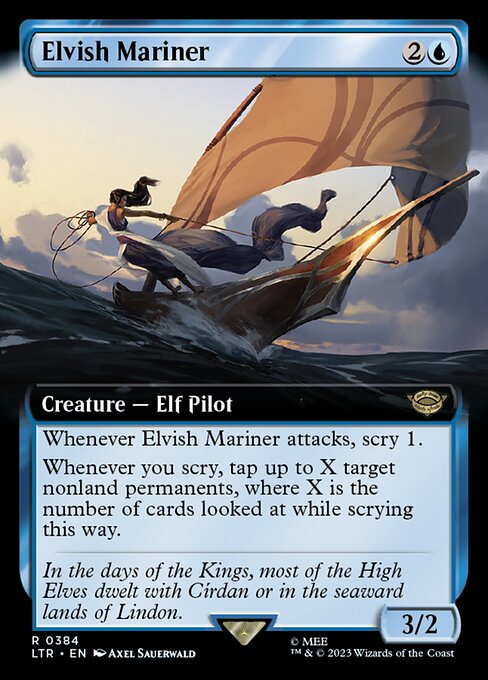 Elvish Mariner 2
Creature — Elf Pilot
Whenever Elvish Mariner attacks, scry 1.
Whenever you scry, tap up to X target
nonland permanents, where X is the
number of cards looked at while scrying
this way.
In the days of the Kings, most of the High
Elves dwelt with Círdan or in the seaward
lands of Lindon.
3/2
R 0384
LTR • EN Axel Sauerwald
© MEE
™ & © 2023 Wizards of the Coast